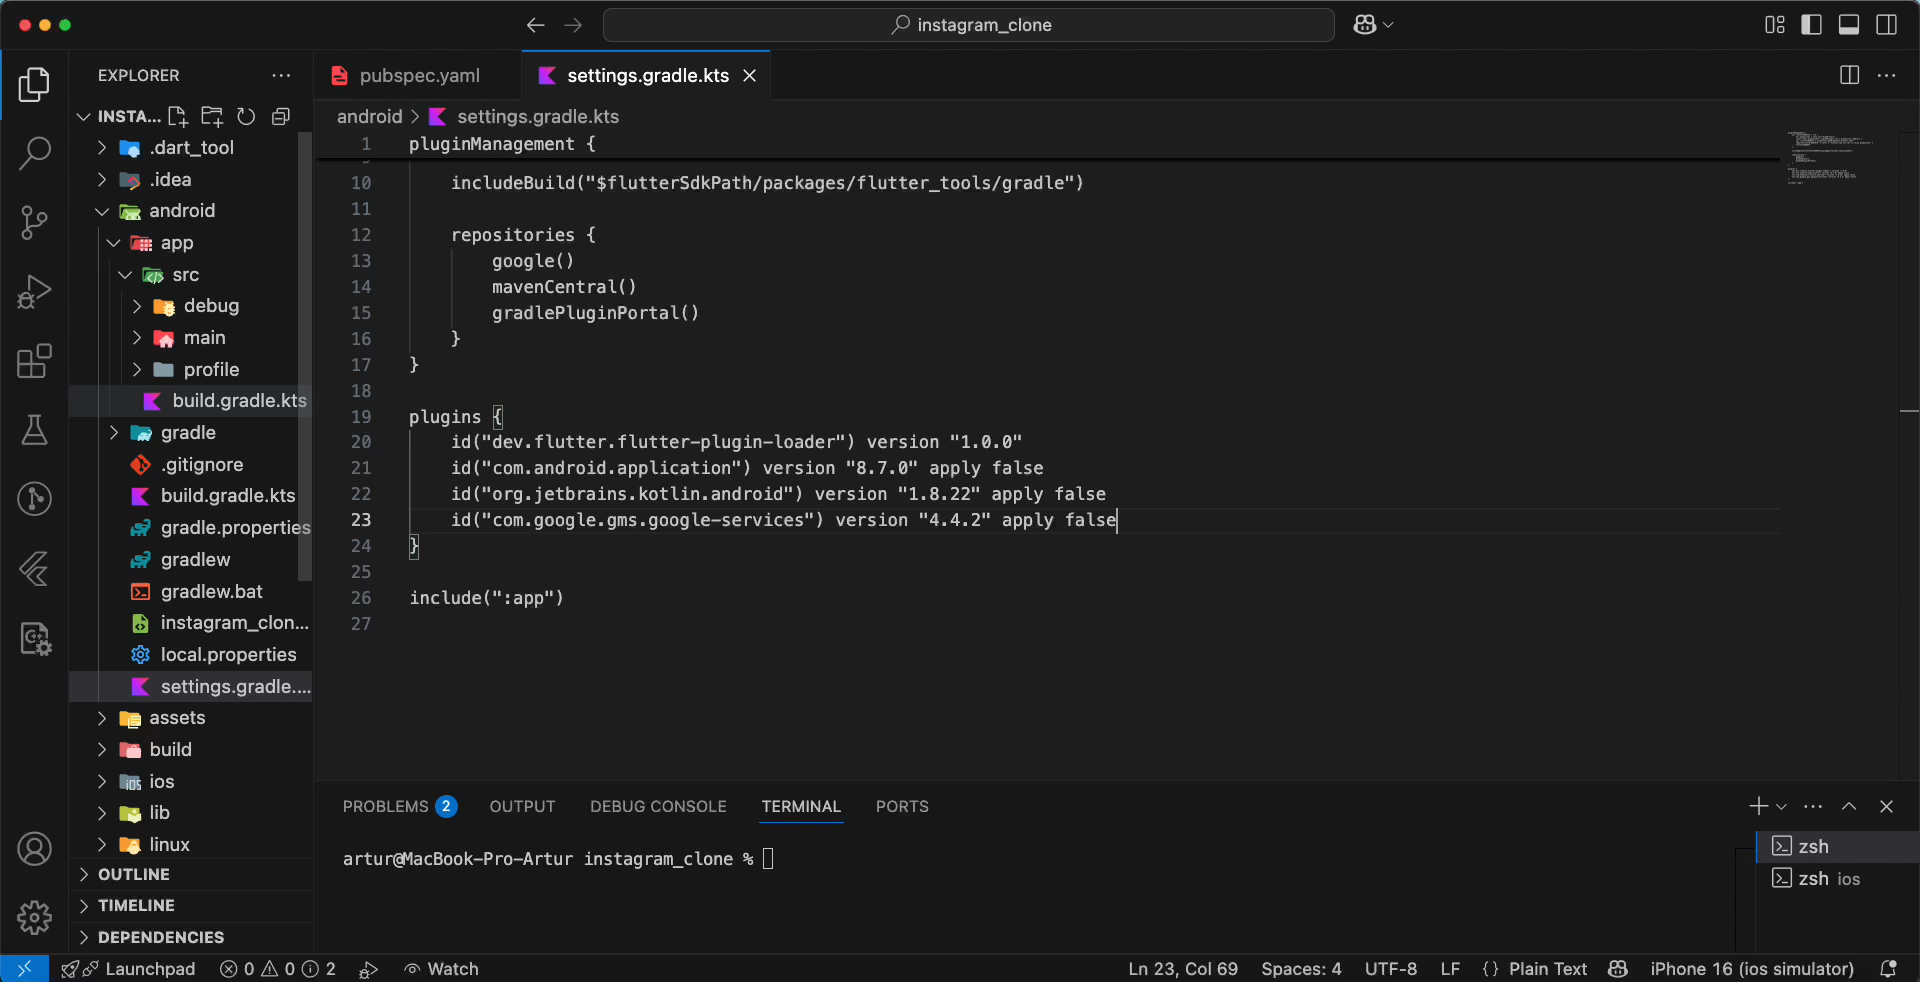 instagram_clone
EXPLORER
pubspec.yaml
settings.gradle.kts
INSTA...
android
settings.gradle.kts
.dart_tool
.idea
android
app
src
debug
main
profile
build.gradle.kts
gradle
.gitignore
build.gradle.kts
gradle.properties
gradlew
gradlew.bat
instagram_clon...
local.properties
settings.gradle....
assets
build
ios
lib
linux
OUTLINE
TIMELINE
DEPENDENCIES
1 pluginManagement {
10 includeBuild("$flutterSdkPath/packages/flutter_tools/gradle")
11
12 repositories {
13 google()
14 mavenCentral()
15 gradlePluginPortal()
16 }
17 }
18
19 plugins {
20 id("dev.flutter.flutter-plugin-loader") version "1.0.0"
21 id("com.android.application") version "8.7.0" apply false
22 id("org.jetbrains.kotlin.android") version "1.8.22" apply false
23 id("com.google.gms.google-services") version "4.4.2" apply false
24 }
25
26 include(":app")
27
PROBLEMS 2 OUTPUT DEBUG CONSOLE TERMINAL PORTS
artur@MacBook-Pro-Artur instagram_clone %
zsh
zsh ios
Launchpad 0 0 2 Watch Ln 23, Col 69 Spaces: 4 UTF-8 LF {} Plain Text iPhone 16 (ios simulator)